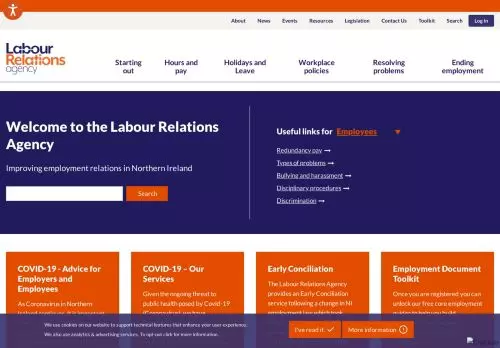 About News Events Resources Legislation Contact Us Toolkit Search Log In
Labour
Relations
agency
Starting out
Hours and pay
Holidays and Leave
Workplace policies
Resolving problems
Ending employment
Welcome to the Labour Relations
Agency
Improving employment relations in Northern Ireland
Search
Useful links for Employees
Redundancy pay
Types of problems
Bullying and harassment
Disciplinary procedures
Discrimination
COVID-19 - Advice for
Employers and
Employees
As Coronavirus in Northern
COVID-19 – Our
Services
Given the ongoing threat to
public health posed by Covid-19
(Coronavirus), we have
Early Conciliation
The Labour Relations Agency
provides an Early Conciliation
service following a change in NI
employment law which took
Employment Document
Toolkit
Once you are registered you can
unlock our free core employment
guides to help you build
We use cookies on our website to support technical features that enhance your user experience.
We also use analytics & advertising services. To opt-out click for more information.
I've read it
More information